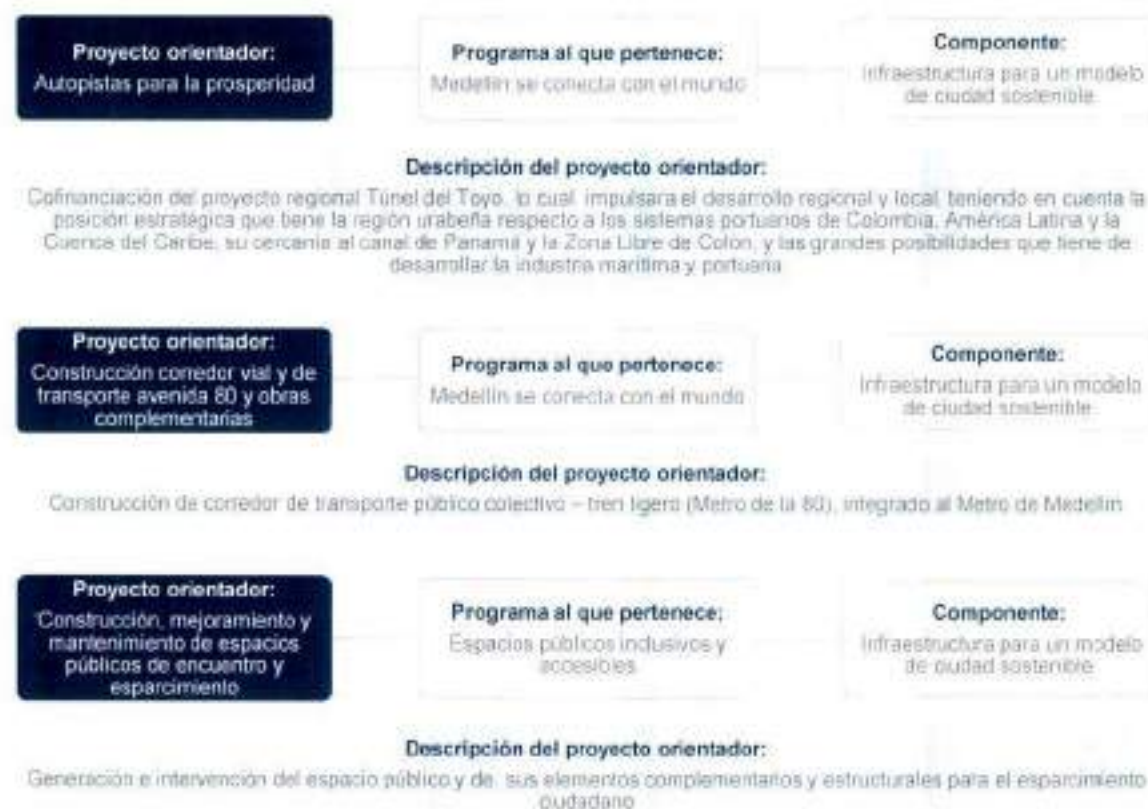 Proyecto orientador:
Autopistas para la prosperidad
Programa al que pertenece:
Medellín se conecta con el mundo
Componente:
Infraestructura para un modelo
de ciudad sostenible
Descripción del proyecto orientador:
Cofinanciación del proyecto regional Túnel del Toyo, lo cual, impulsara el desarrollo regional y local, teniendo en cuenta la
posición estratégica que tiene la región urabeña respecto a los sistemas portuarios de Colombia, América Latina y la
Cuenca del Caribe, su cercanía al canal de Panamá y la Zona Libre de Colón, y las grandes posibilidades que tiene de
desarrollar la industria marítima y portuaria
Proyecto orientador:
Construcción corredor vial y de
transporte avenida 80 y obras
complementarias
Programa al que pertenece:
Medellín se conecta con el mundo
Componente:
Infraestructura para un modelo
de ciudad sostenible
Descripción del proyecto orientador:
Construcción de corredor de transporte público colectivo – tren ligero (Metro de la 80), integrado al Metro de Medellín
Proyecto orientador:
Construcción, mejoramiento y
mantenimiento de espacios
públicos de encuentro y
esparcimiento
Programa al que pertenece:
Espacios públicos inclusivos y
accesibles
Componente:
Infraestructura para un modelo
de ciudad sostenible
Descripción del proyecto orientador:
Generación e intervención del espacio público y de sus elementos complementarios y estructurales para el esparcimiento
ciudadano